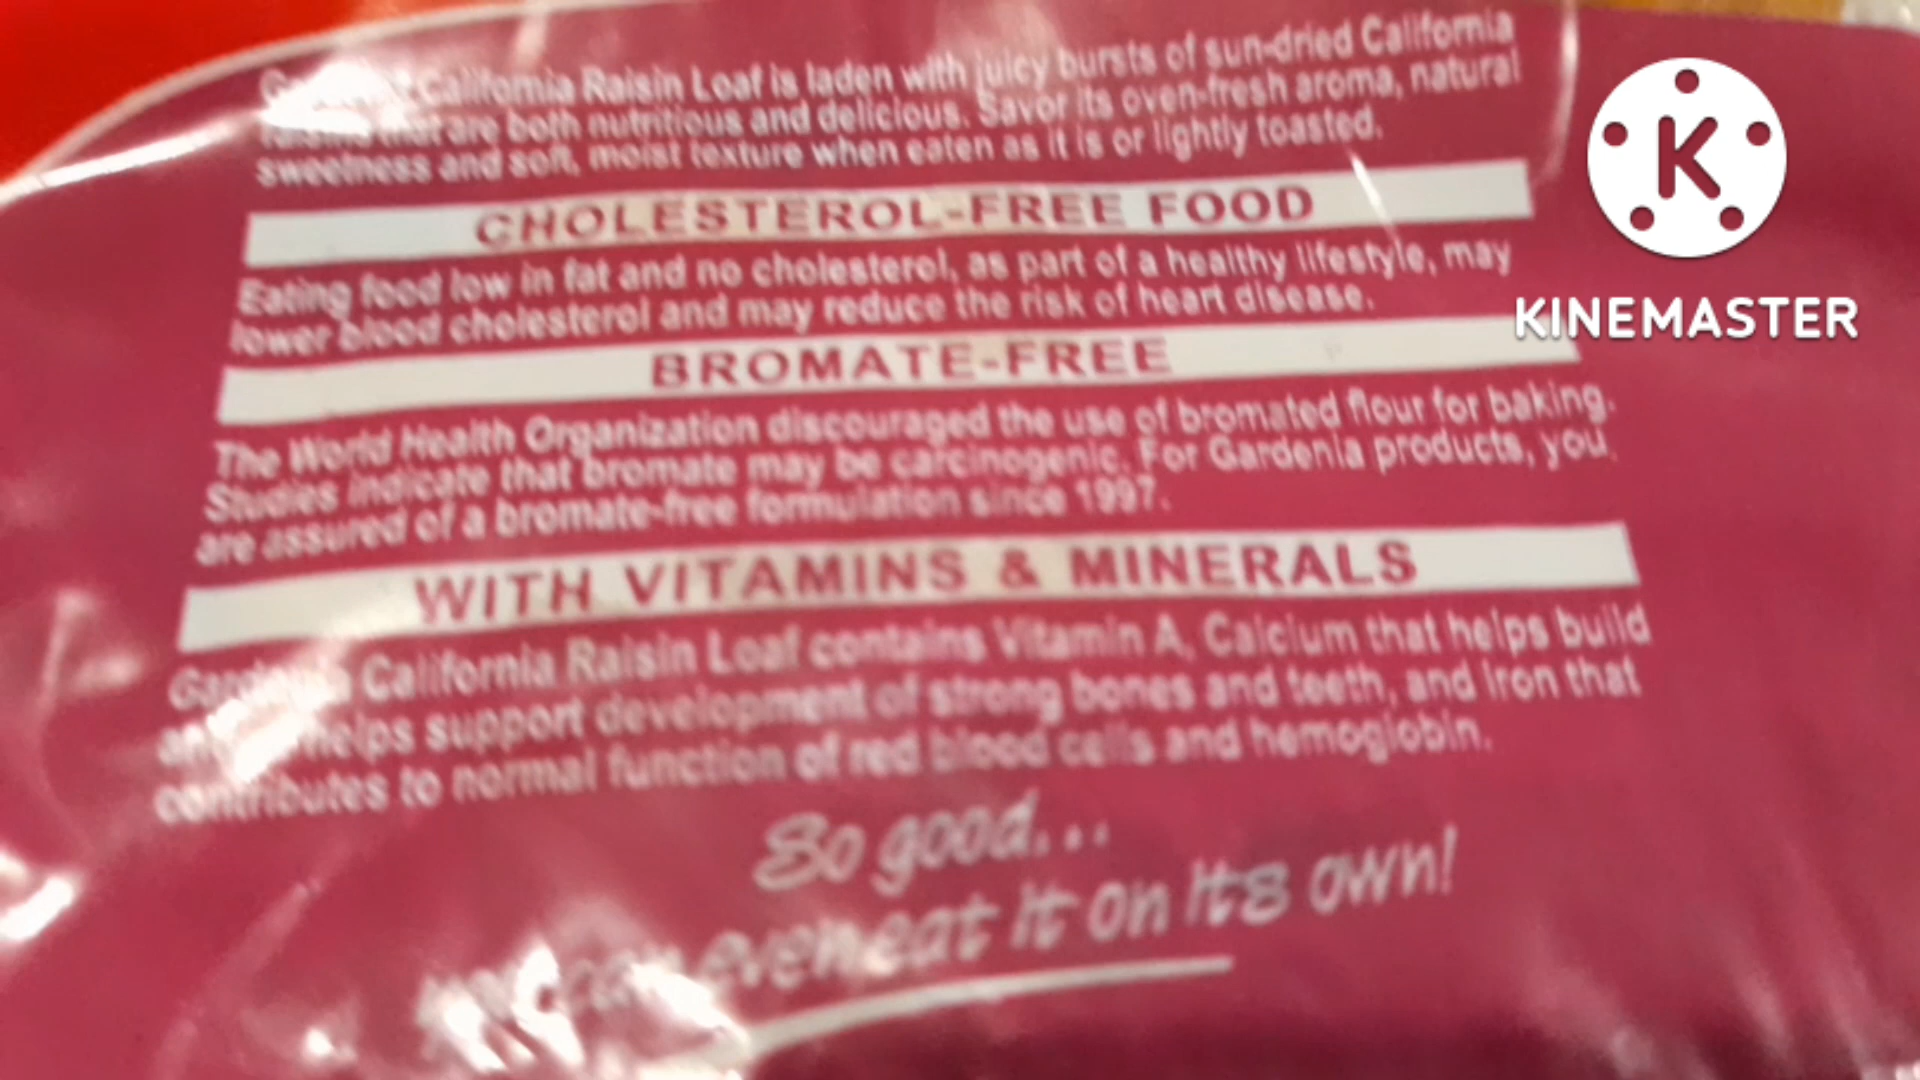 California Raisin Loaf is laden with juicy bursts of sun-dried California
that are both nutritious and delicious. Savor its oven-fresh aroma, natural
sweetness and soft, moist texture when eaten as it is or lightly toasted.
CHOLESTEROL-FREE FOOD
Eating food low in fat and no cholesterol, as part of a healthy lifestyle, may
lower blood cholesterol and may reduce the risk of heart disease.
BROMATE-FREE
The World Health Organization discouraged the use of bromated flour for baking.
Studies indicate that bromate may be carcinogenic. For Gardenia products, you
are assured of a bromate-free formulation since 1997.
WITH VITAMINS & MINERALS
California Raisin Loaf contains Vitamin A, Calcium that helps build
helps support development of strong bones and teeth, and Iron that
contributes to normal function of red blood cells and hemoglobin.
So good...
you can even eat it on its own!
K
KINEMASTER